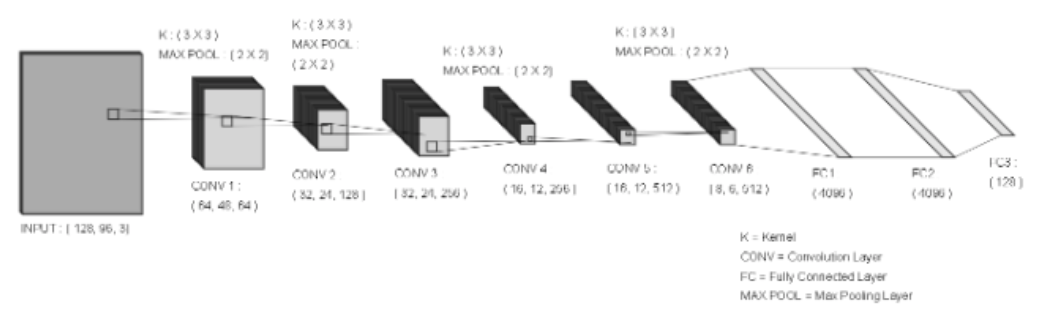 K : ( 3 X 3 )
MAX POOL : ( 2 X 2 )
K : ( 3 X 3 )
MAX POOL :
( 2 X 2 )
K : ( 3 X 3 )
MAX POOL : ( 2 X 2 )
K : ( 3 X 3 )
MAX POOL : ( 2 X 2 )
INPUT : ( 128, 96, 3)
CONV 1 :
( 64, 48, 64 )
CONV 2 :
( 32, 24, 128 )
CONV 3
( 32, 24, 256 )
CONV 4
( 16, 12, 256 )
CONV 5 :
( 16, 12, 512 )
CONV 6
( 8, 6, 512 )
FC1
(4096)
FC2
(4096)
FC3 :
( 128 )
K = Kernel
CONV = Convolution Layer
FC = Fully Connected Layer
MAX POOL = Max Pooling Layer